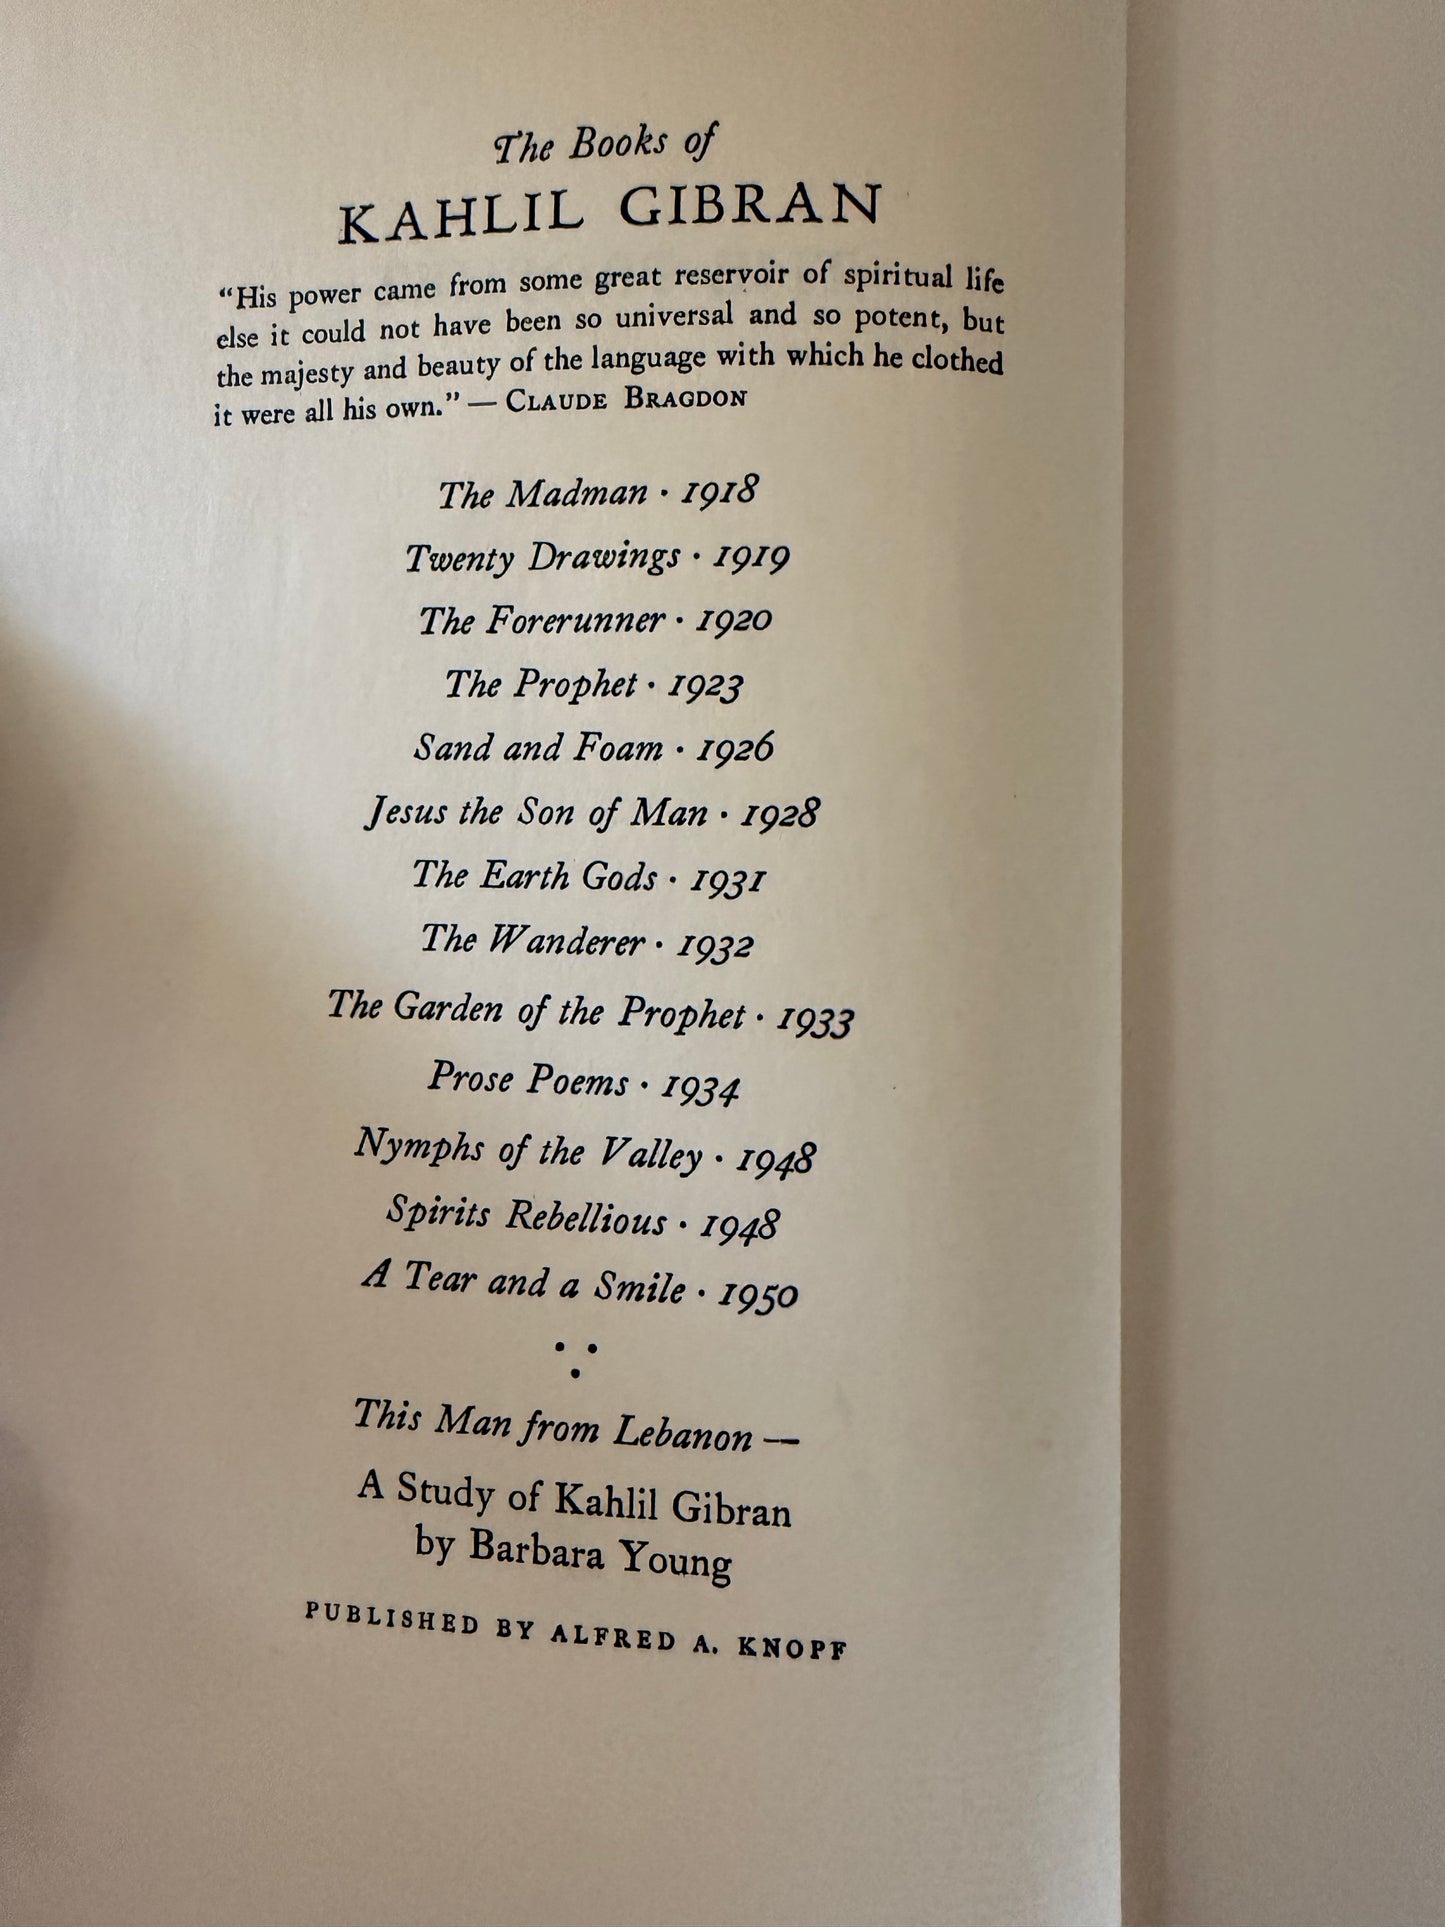 The Books of
KAHLIL GIBRAN
“His power came from some great reservoir of spiritual life
else it could not have been so universal and so potent, but
the majesty and beauty of the language with which he clothed
it were all his own.” — CLAUDE BRAGDON
The Madman · 1918
Twenty Drawings · 1919
The Forerunner · 1920
The Prophet · 1923
Sand and Foam · 1926
Jesus the Son of Man · 1928
The Earth Gods · 1931
The Wanderer · 1932
The Garden of the Prophet · 1933
Prose Poems · 1934
Nymphs of the Valley · 1948
Spirits Rebellious · 1948
A Tear and a Smile · 1950
This Man from Lebanon —
A Study of Kahlil Gibran
by Barbara Young
PUBLISHED BY ALFRED A. KNOPF